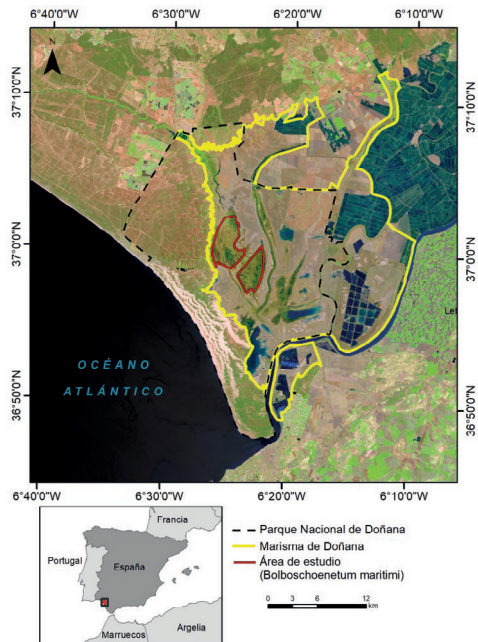 N
6°40'0"O
6°30'0"O
6°20'0"O
6°10'0"O
37°10'0"N
37°10'0"N
37°0'0"N
37°0'0"N
36°50'0"N
36°50'0"N
OCÉANO
ATLÁNTICO
6°40'0"O
6°30'0"O
6°20'0"O
6°10'0"O
Francia
Portugal
España
Marruecos
Argelia
Parque Nacional de Doñana
Marisma de Doñana
Área de estudio
(Bolboschoenetum maritimi)
0 3 6 12
km